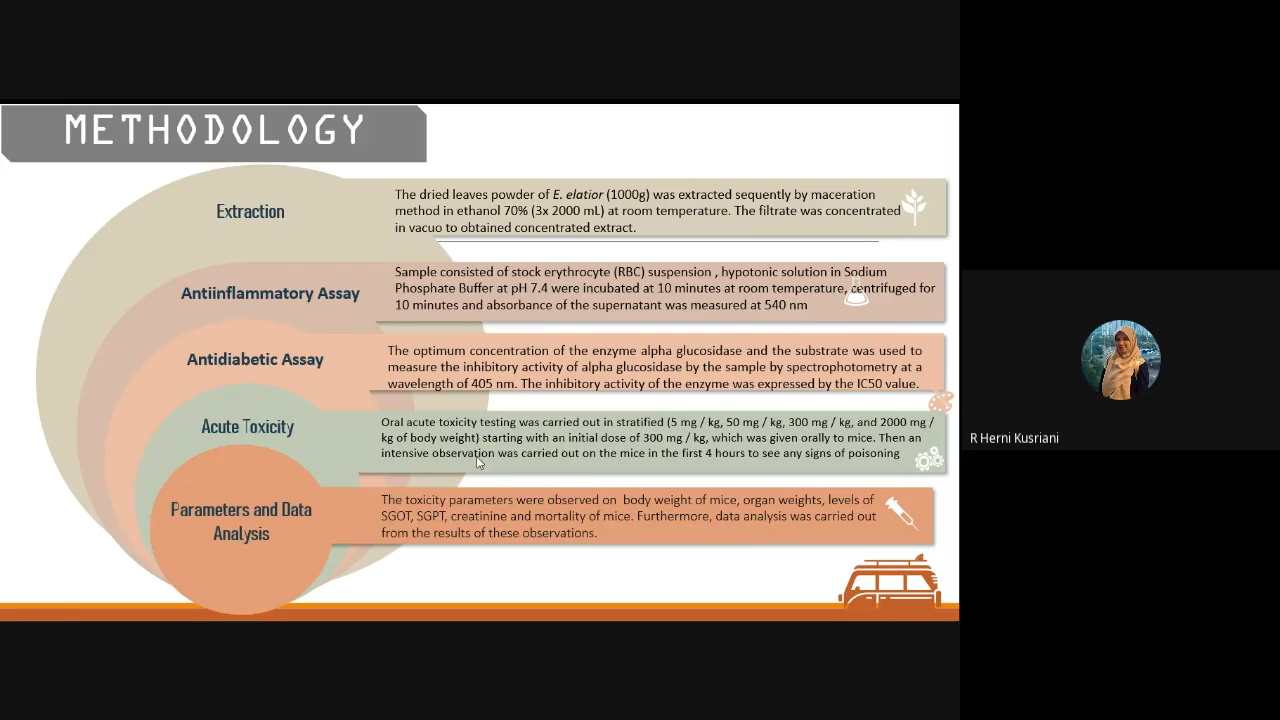 METHODOLOGY
Extraction
The dried leaves powder of E. elatior (1000g) was extracted sequently by maceration
method in ethanol 70% (3x 2000 mL) at room temperature. The filtrate was concentrated
in vacuo to obtained concentrated extract.
Antiinflammatory Assay
Sample consisted of stock erythrocyte (RBC) suspension , hypotonic solution in Sodium
Phosphate Buffer at pH 7.4 were incubated at 10 minutes at room temperature, centrifuged for
10 minutes and absorbance of the supernatant was measured at 540 nm
Antidiabetic Assay
The optimum concentration of the enzyme alpha glucosidase and the substrate was used to
measure the inhibitory activity of alpha glucosidase by the sample by spectrophotometry at a
wavelength of 405 nm. The inhibitory activity of the enzyme was expressed by the IC50 value.
Acute Toxicity
Oral acute toxicity testing was carried out in stratified (5 mg / kg, 50 mg / kg, 300 mg / kg, and 2000 mg /
kg of body weight) starting with an initial dose of 300 mg / kg, which was given orally to mice. Then an
intensive observation was carried out on the mice in the first 4 hours to see any signs of poisoning
Parameters and Data
Analysis
The toxicity parameters were observed on body weight of mice, organ weights, levels of
SGOT, SGPT, creatinine and mortality of mice. Furthermore, data analysis was carried out
from the results of these observations.
R Herni Kusriani